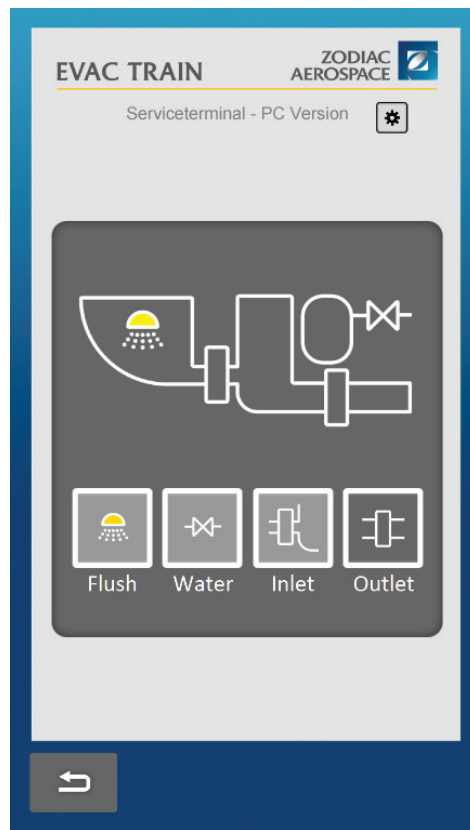 EVAC TRAIN
ZODIAC
AEROSPACE
Serviceterminal - PC Version
Flush Water Inlet Outlet